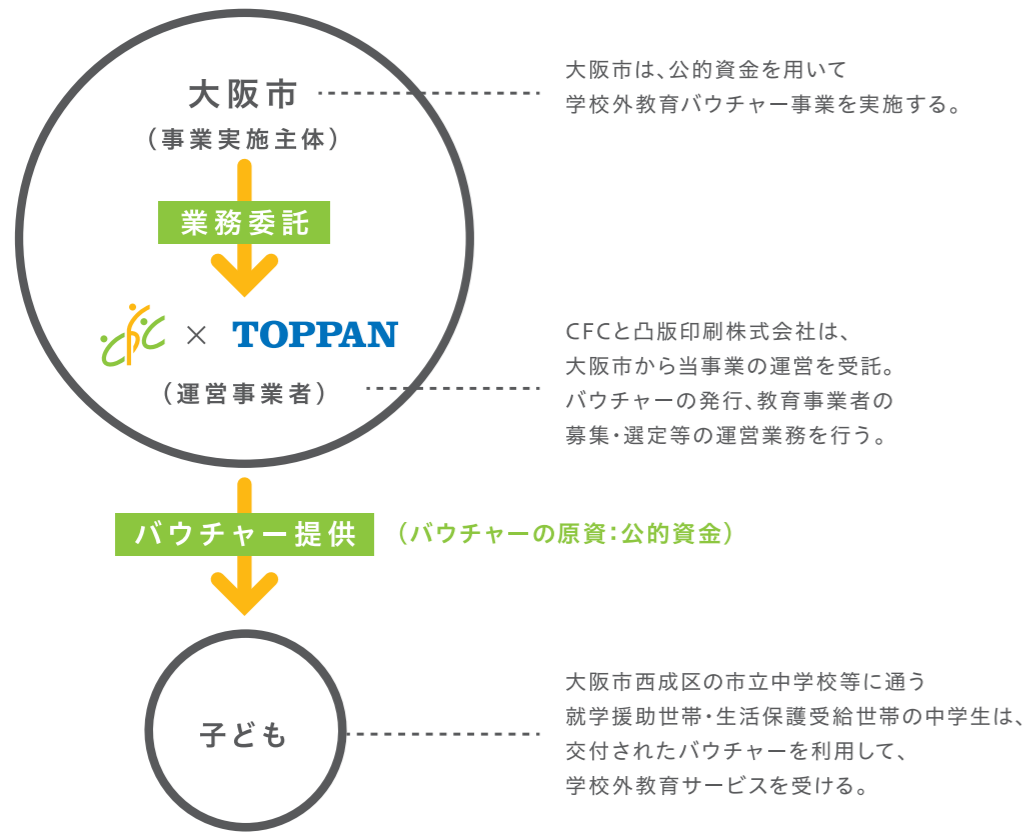 大阪市
(事業実施主体)
大阪市は、公的資金を用いて
学校外教育バウチャー事業を実施する。
業務委託
cfc × TOPPAN
(運営事業者)
CFCと凸版印刷株式会社は、
大阪市から当事業の運営を受託。
バウチャーの発行、教育事業者の
募集・選定等の運営業務を行う。
バウチャー提供 (バウチャーの原資:公的資金)
子ども
大阪市西成区の市立中学校等に通う
就学援助世帯・生活保護受給世帯の中学生は、
交付されたバウチャーを利用して、
学校外教育サービスを受ける。